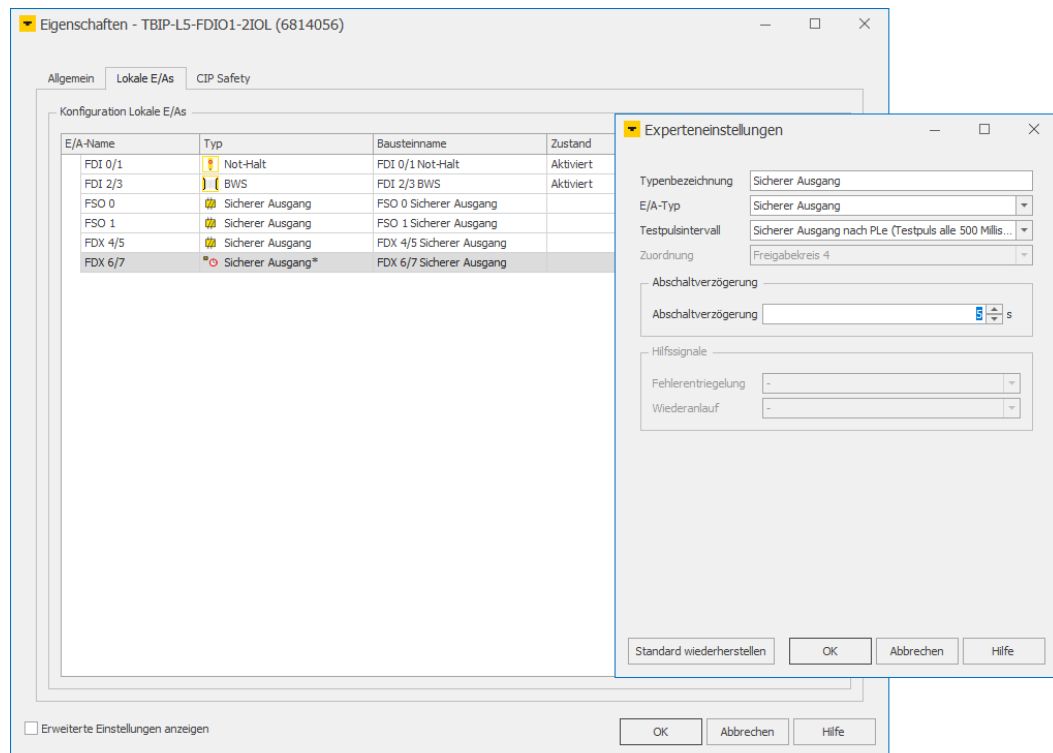 Eigenschaften - TBIP-L5-FDIO1-2IOL (6814056)
Allgemein Lokale E/As CIP Safety
Konfiguration Lokale E/As
E/A-Name Typ Bausteinname Zustand
FDI 0/1 Not-Halt FDI 0/1 Not-Halt Aktiviert
FDI 2/3 BWS FDI 2/3 BWS Aktiviert
FSO 0 Sicherer Ausgang FSO 0 Sicherer Ausgang
FSO 1 Sicherer Ausgang FSO 1 Sicherer Ausgang
FDX 4/5 Sicherer Ausgang FDX 4/5 Sicherer Ausgang
FDX 6/7 Sicherer Ausgang* FDX 6/7 Sicherer Ausgang
Erweiterte Einstellungen anzeigen
OK Abbrechen Hilfe
Experteneinstellungen
Typenbezeichnung Sicherer Ausgang
E/A-Typ Sicherer Ausgang
Testpulsintervall Sicherer Ausgang nach PLe (Testpuls alle 500 Millis...
Zuordnung Freigabekreis 4
Abschaltverzögerung
Abschaltverzögerung 5 s
Hilfssignale
Fehlerentriegelung -
Wiederanlauf -
Standard wiederherstellen OK Abbrechen Hilfe